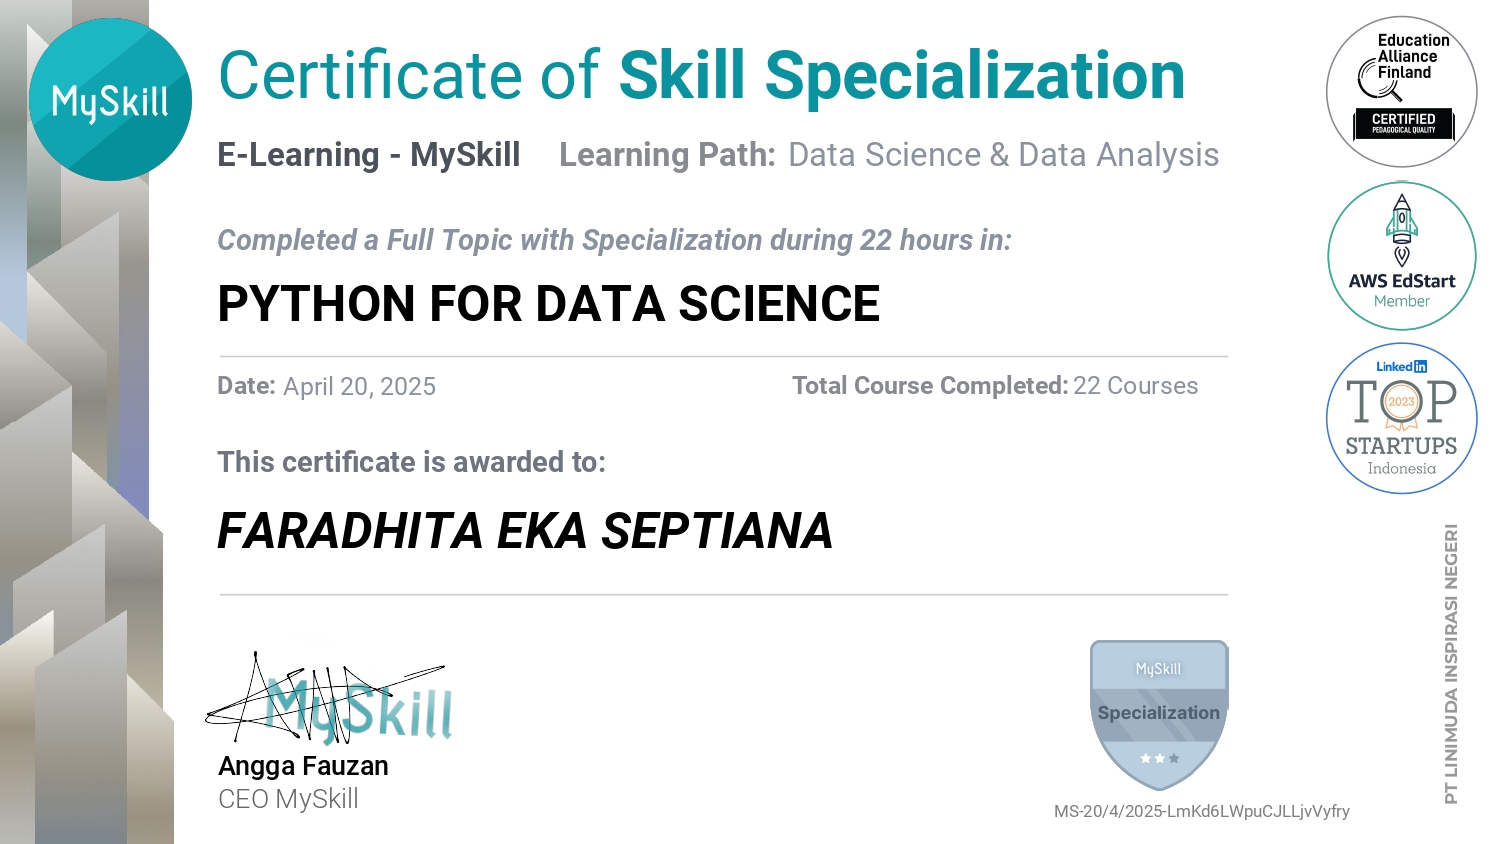 MySkill
Certificate of Skill Specialization
E-Learning - MySkill Learning Path: Data Science & Data Analysis
Completed a Full Topic with Specialization during 22 hours in:
PYTHON FOR DATA SCIENCE
Date: April 20, 2025 Total Course Completed: 22 Courses
This certificate is awarded to:
FARADHITA EKA SEPTIANA
MySkill
Angga Fauzan
CEO MySkill
MySkill
Specialization
MS-20/4/2025-LmKd6LWpuCJLLjvVyfry
Education
Alliance
Finland
CERTIFIED
PEDAGOGICAL QUALITY
AWS EdStart
Member
Linked in
TOP
2023
STARTUPS
Indonesia
PT LINIMUDA INSPIRASI NEGERI